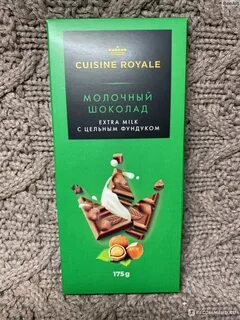 CUISINE ROYALE
МОЛОЧНЫЙ
ШОКОЛАД
EXTRA MILK
С ЦЕЛЬНЫМ ФУНДУКОМ
175g